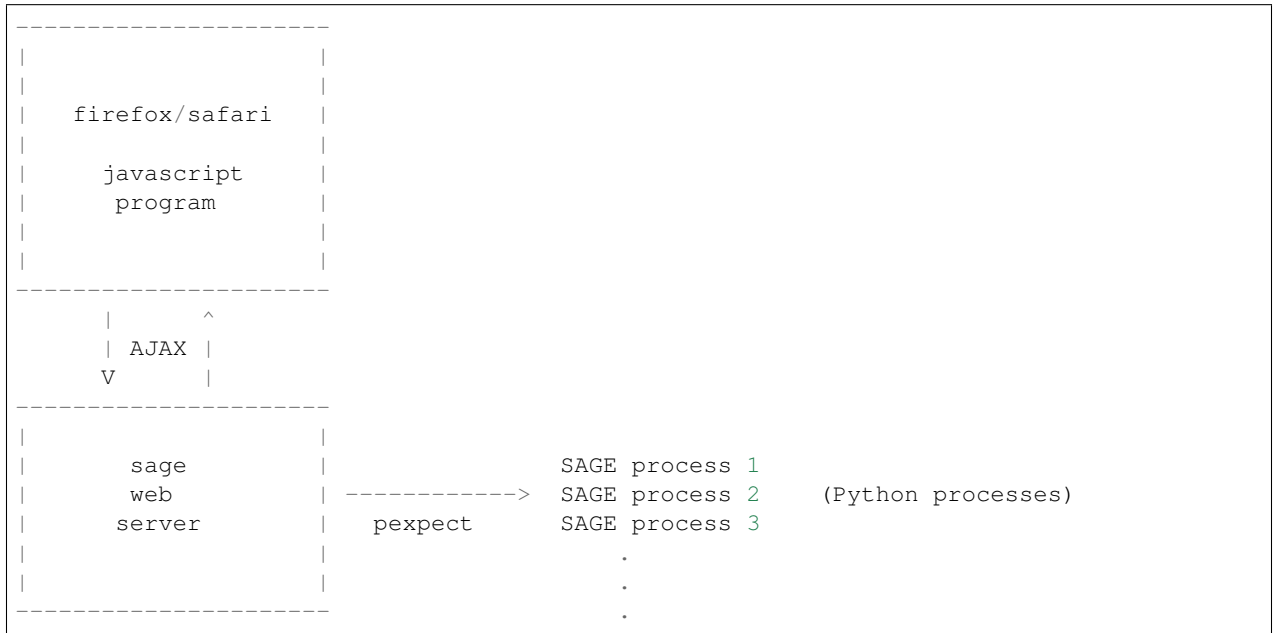 ----------------------
|                    |
|                    |
|   firefox/safari   |
|                    |
|     javascript     |
|      program       |
|                    |
|                    |
----------------------
      |      ^
      | AJAX |
      V      |
----------------------
|                    |
|       sage         |                SAGE process 1
|       web          | ------------>  SAGE process 2    (Python processes)
|      server        |   pexpect      SAGE process 3
|                    |                    .
|                    |                    .
----------------------                    .